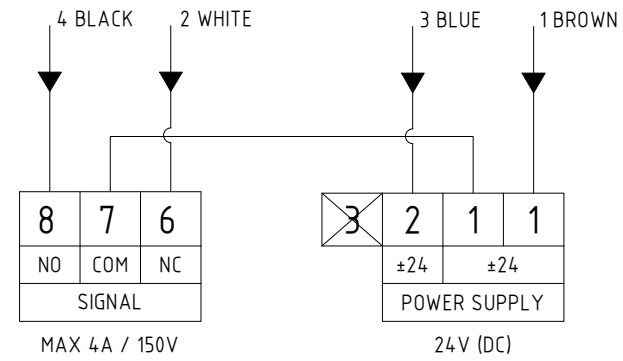 4 BLACK 2 WHITE 3 BLUE 1 BROWN
8 7 6 3 2 1 1
NO COM NC ±24 ±24
SIGNAL POWER SUPPLY
MAX 4A / 150V 24V (DC)